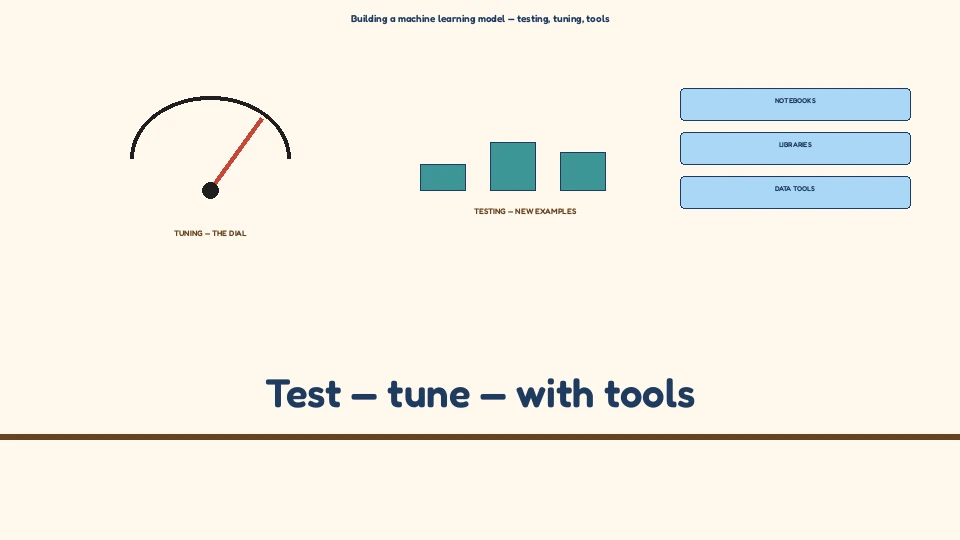 Building a machine learning model — testing, tuning, tools
NOTEBOOKS
LIBRARIES
DATA TOOLS
TESTING — NEW EXAMPLES
TUNING — THE DIAL
Test — tune — with tools